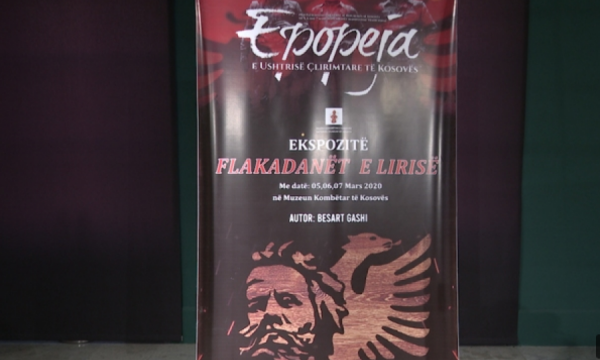 Epopeja
E USHTRISË ÇLIRIMTARE TË KOSOVËS
EKSPOZITË
FLAKADANËT E LIRISË
Me datë: 05,06,07 Mars 2020
në Muzeun Kombëtar të Kosovës
AUTOR: BESART GASHI